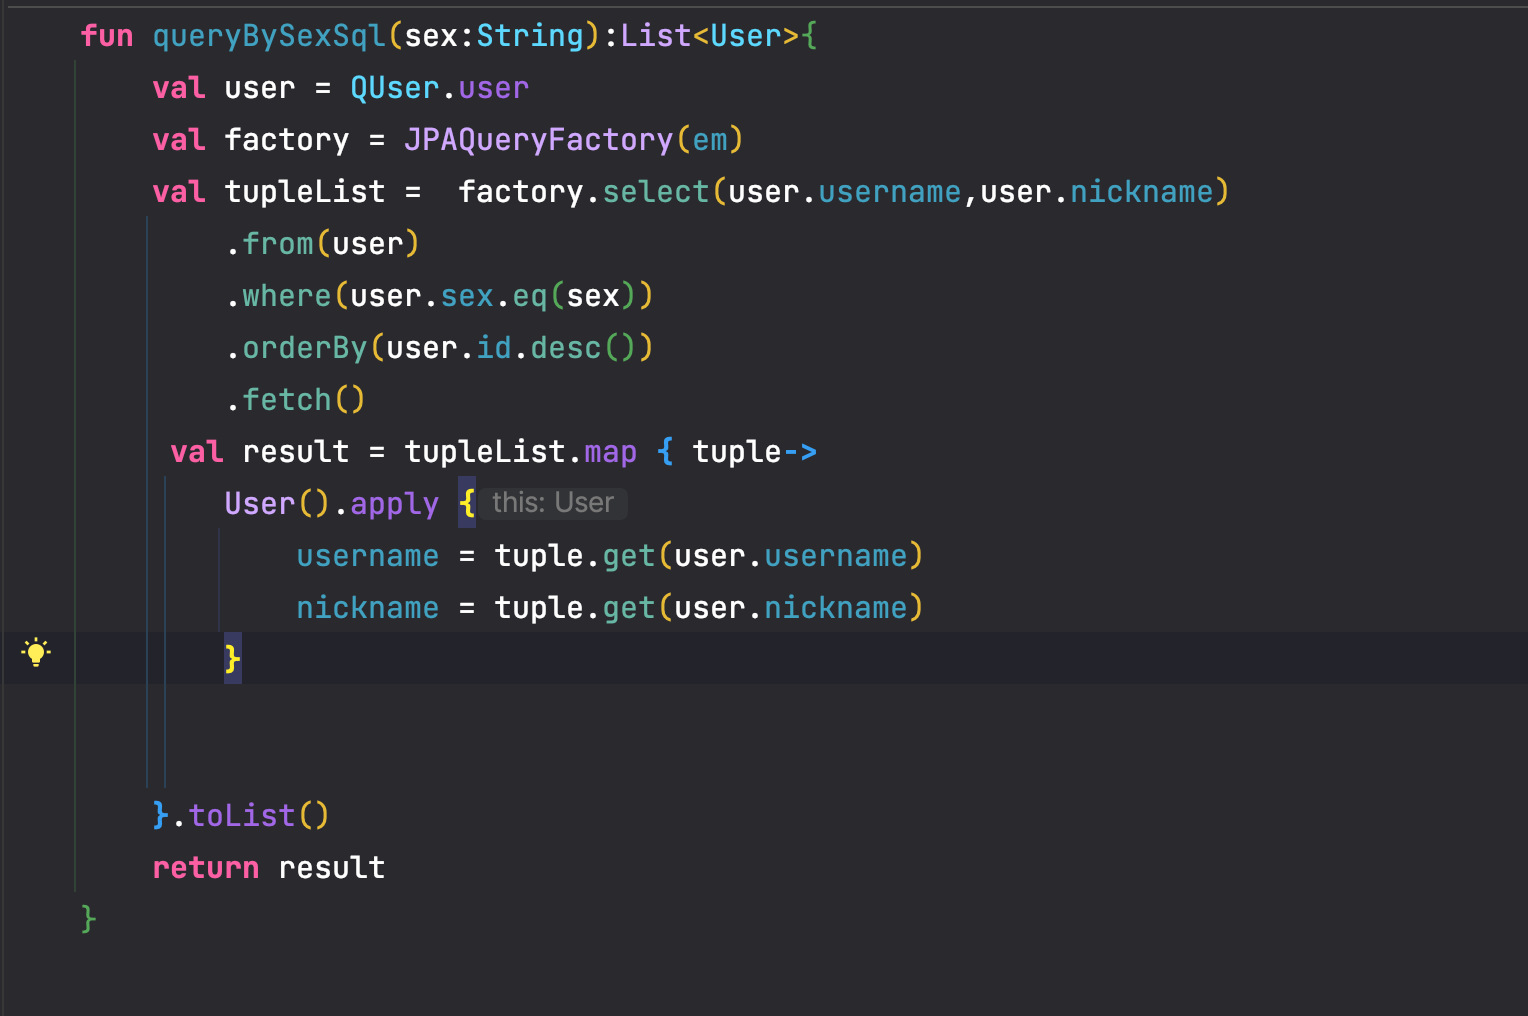 fun queryBySexSql(sex:String):List<User>{
val user = QUser.user
val factory = JPAQueryFactory(em)
val tupleList =  factory.select(user.username,user.nickname)
.from(user)
.where(user.sex.eq(sex))
.orderBy(user.id.desc())
.fetch()
val result = tupleList.map { tuple->
User().apply { this: User
username = tuple.get(user.username)
nickname = tuple.get(user.nickname)
}
}.toList()
return result
}